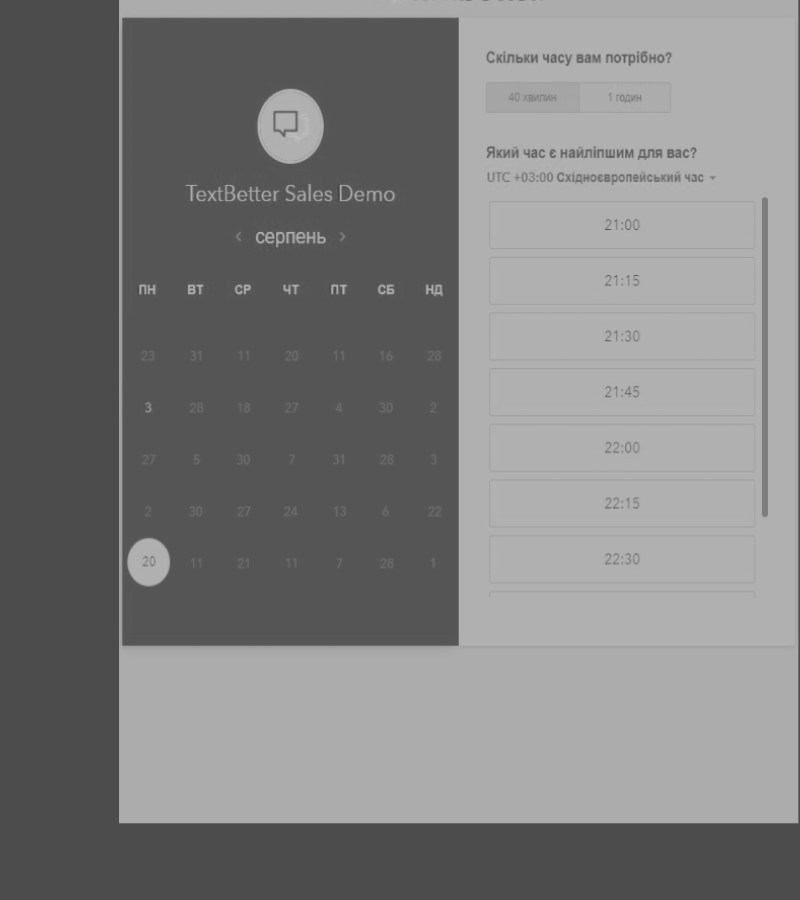 TextBetter Sales Demo
серпень
ПН ВТ СР ЧТ ПТ СБ НД
23 31 11 20 11 16 28
3 28 18 27 4 30 2
27 5 30 7 31 28 3
2 30 27 24 13 6 22
20 11 21 11 7 28 1
Скільки часу вам потрібно?
40 хвилин 1 годин
Який час є найліпшим для вас?
UTC +03:00 Східноєвропейський час
21:00
21:15
21:30
21:45
22:00
22:15
22:30